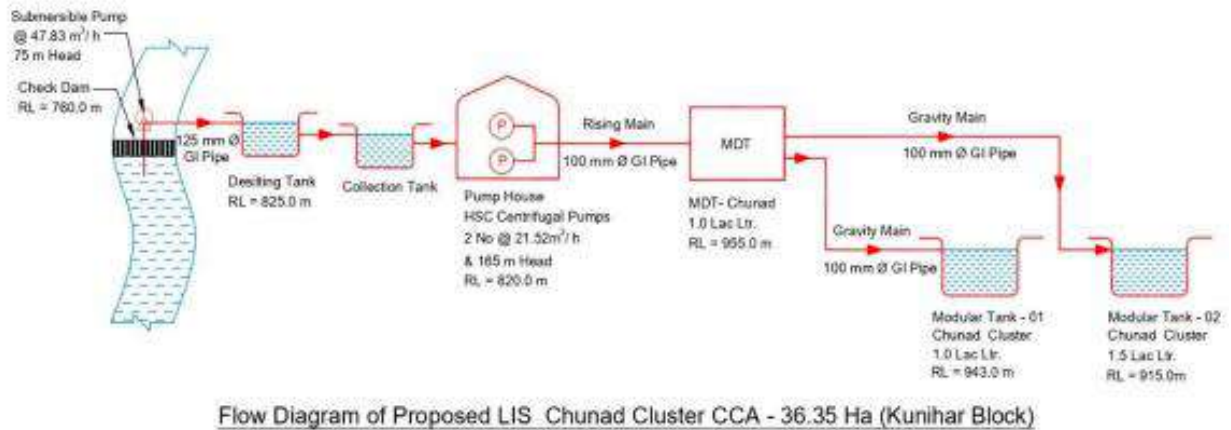 Submersible Pump
@ 47.83 m³/ h
75 m Head
Check Dam
RL = 760.0 m
125 mm Ø
GI Pipe
Desilting Tank
RL = 825.0 m
Collection Tank
P
P
Pump House
HSC Centrifugal Pumps
2 No @ 21.52m³/ h
& 165 m Head
RL = 820.0 m
Rising Main
100 mm Ø GI Pipe
MDT
MDT- Chunad
1.0 Lac Ltr.
RL = 955.0 m
Gravity Main
100 mm Ø GI Pipe
Gravity Main
100 mm Ø GI Pipe
Modular Tank - 01
Chunad Cluster
1.0 Lac Ltr.
RL = 943.0 m
Modular Tank - 02
Chunad Cluster
1.5 Lac Ltr.
RL = 915.0m
Flow Diagram of Proposed LIS Chunad Cluster CCA - 36.35 Ha (Kunihar Block)